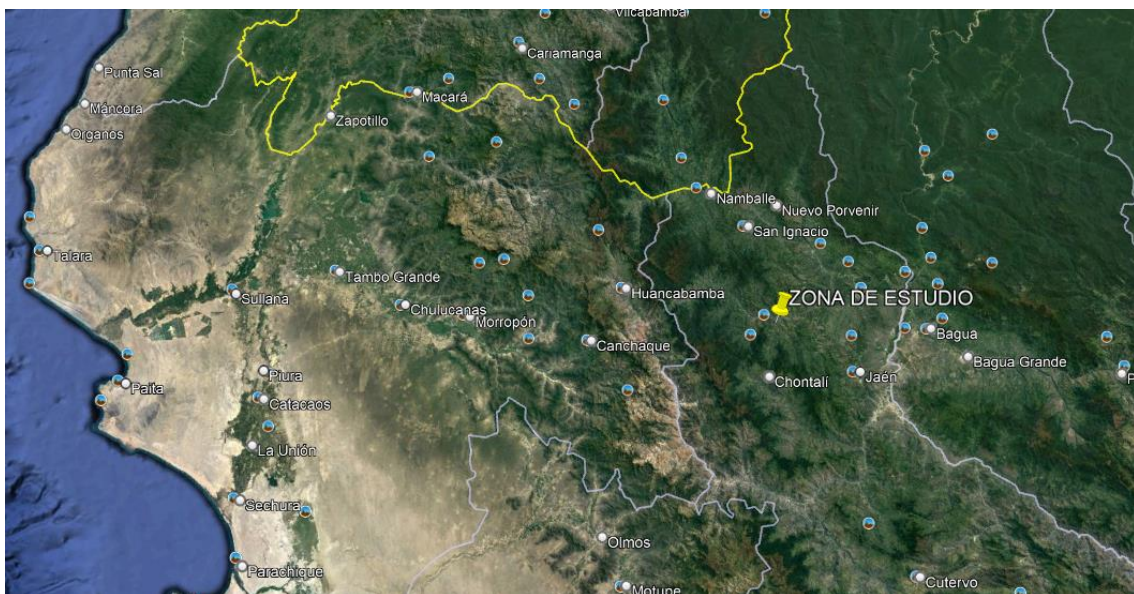 Vilcabamba
Cariamanga
Punta Sal
Macará
Máncora
Zapotillo
Organos
Namballe
Nuevo Porvenir
San Ignacio
Talara
Tambo Grande
Huancabamba
Sullana
ZONA DE ESTUDIO
Chulucanas
Morropón
Bagua
Canchaque
Bagua Grande
Piura
Jaén
P
Chontalí
Paita
Catacaos
La Unión
Sechura
Olmos
Parachique
Cutervo
Motupe